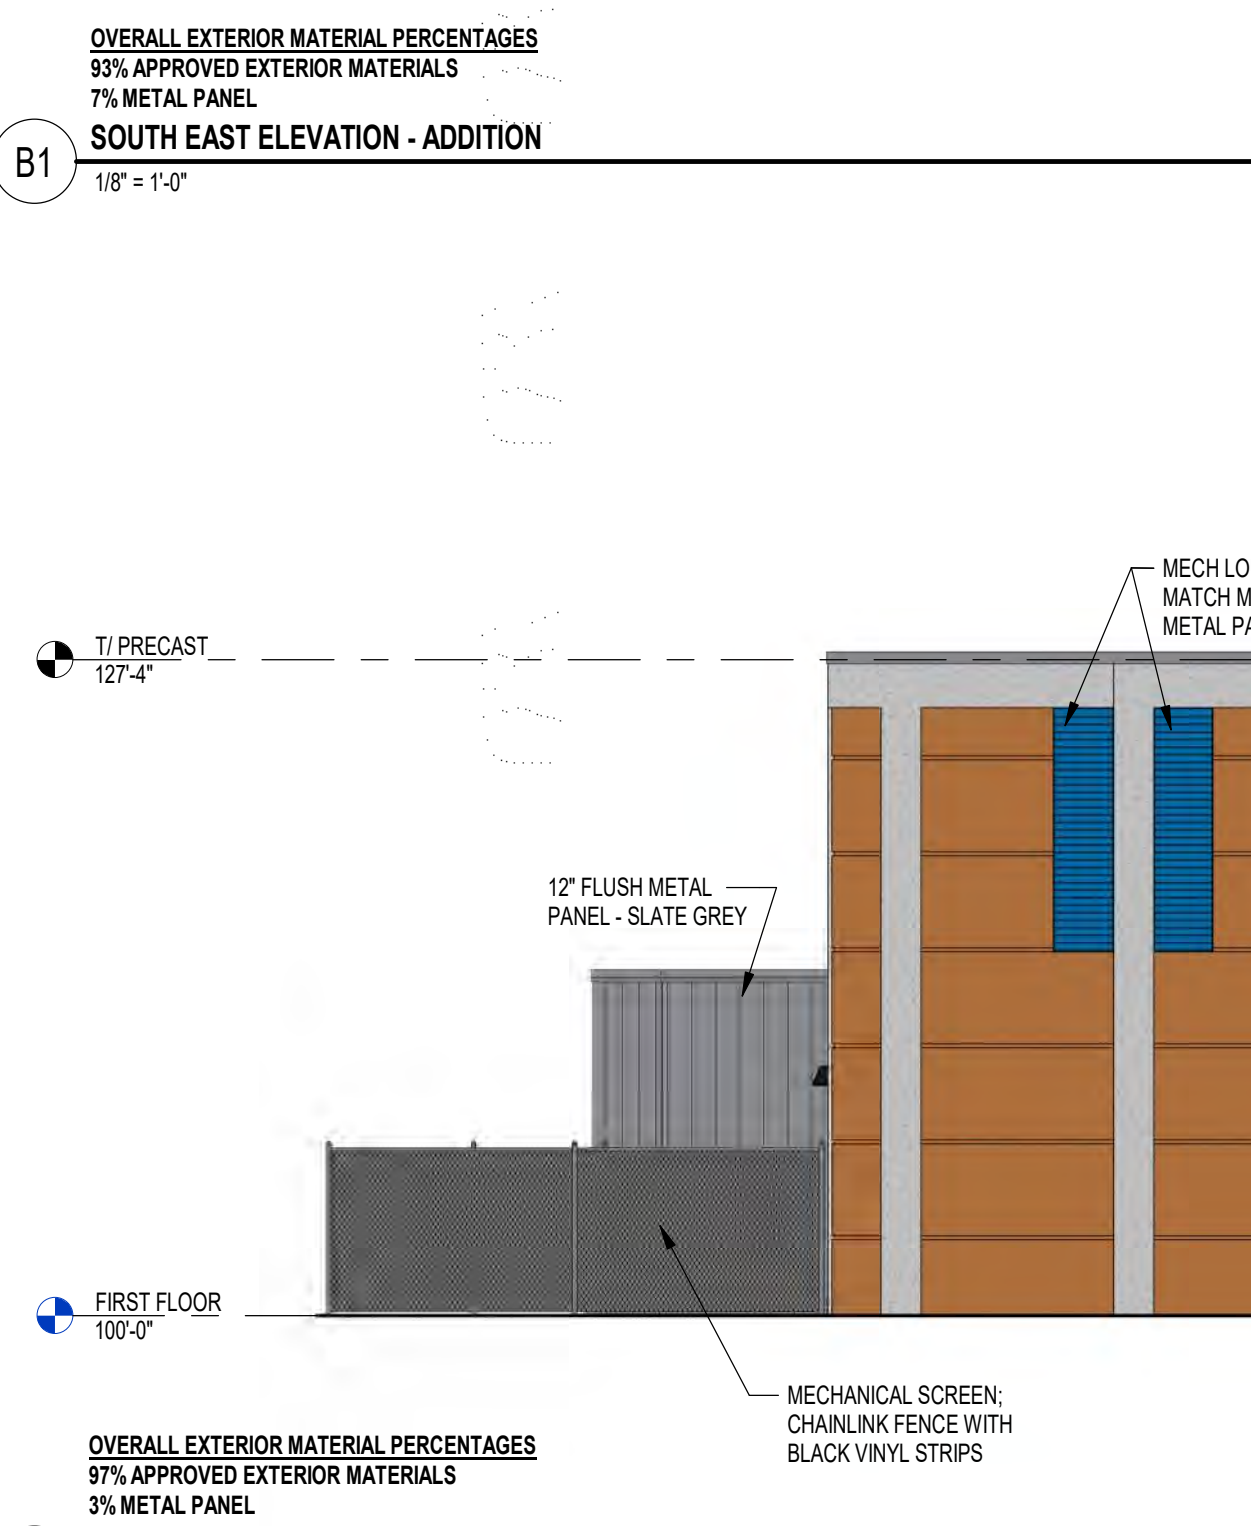 OVERALL EXTERIOR MATERIAL PERCENTAGES
93% APPROVED EXTERIOR MATERIALS
7% METAL PANEL
B1
SOUTH EAST ELEVATION - ADDITION
1/8" = 1'-0"
MECH
MATCH
METAL
T/ PRECAST
127'-4"
12" FLUSH METAL
PANEL - SLATE GREY
FIRST FLOOR
100'-0"
MECHANICAL SCREEN;
CHAINLINK FENCE WITH
BLACK VINYL STRIPS
OVERALL EXTERIOR MATERIAL PERCENTAGES
97% APPROVED EXTERIOR MATERIALS
3% METAL PANEL